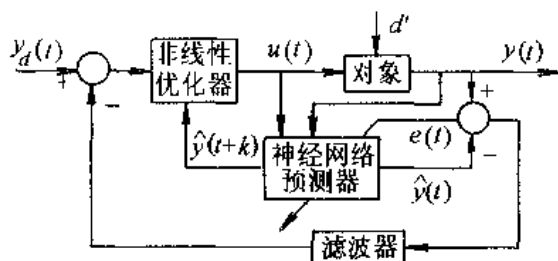 y_d(t)
+
−
非线性
优化器
u(t)
d'
对象
y(t)
+
−
e(t)
ŷ(t+k)
神经网络
预测器
ŷ(t)
滤波器